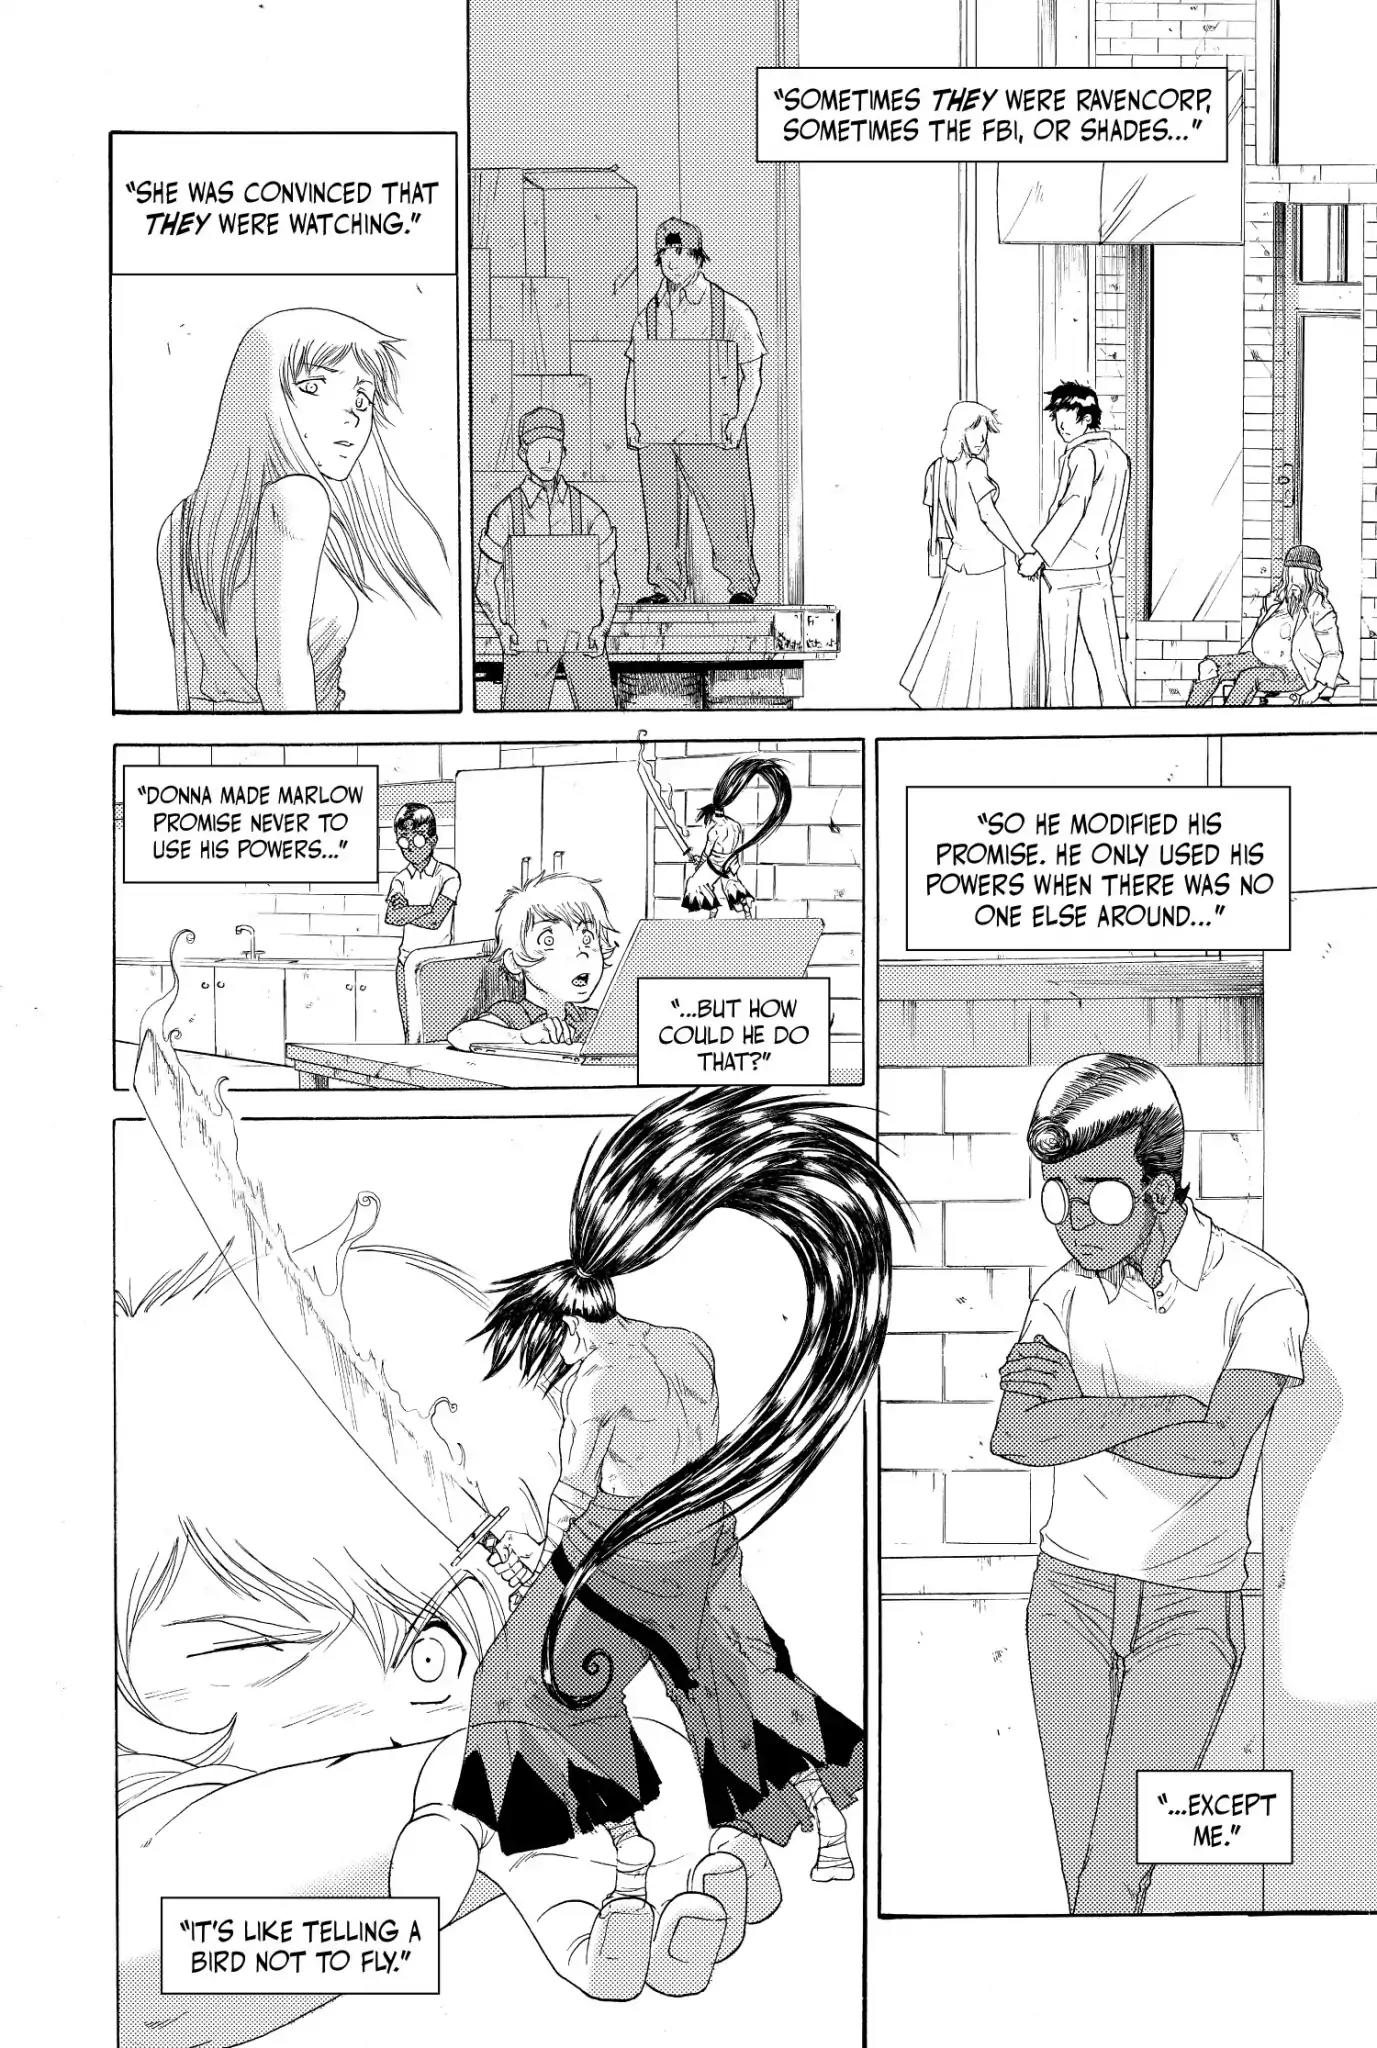 "SHE WAS CONVINCED THAT
THEY WERE WATCHING."
"SOMETIMES THEY WERE RAVENCORP,
SOMETIMES THE FBI, OR SHADES..."
"DONNA MADE MARLOW
PROMISE NEVER TO
USE HIS POWERS..."
"...BUT HOW
COULD HE DO
THAT?"
"SO HE MODIFIED HIS
PROMISE. HE ONLY USED HIS
POWERS WHEN THERE WAS NO
ONE ELSE AROUND..."
"...EXCEPT
ME."
"IT'S LIKE TELLING A
BIRD NOT TO FLY."